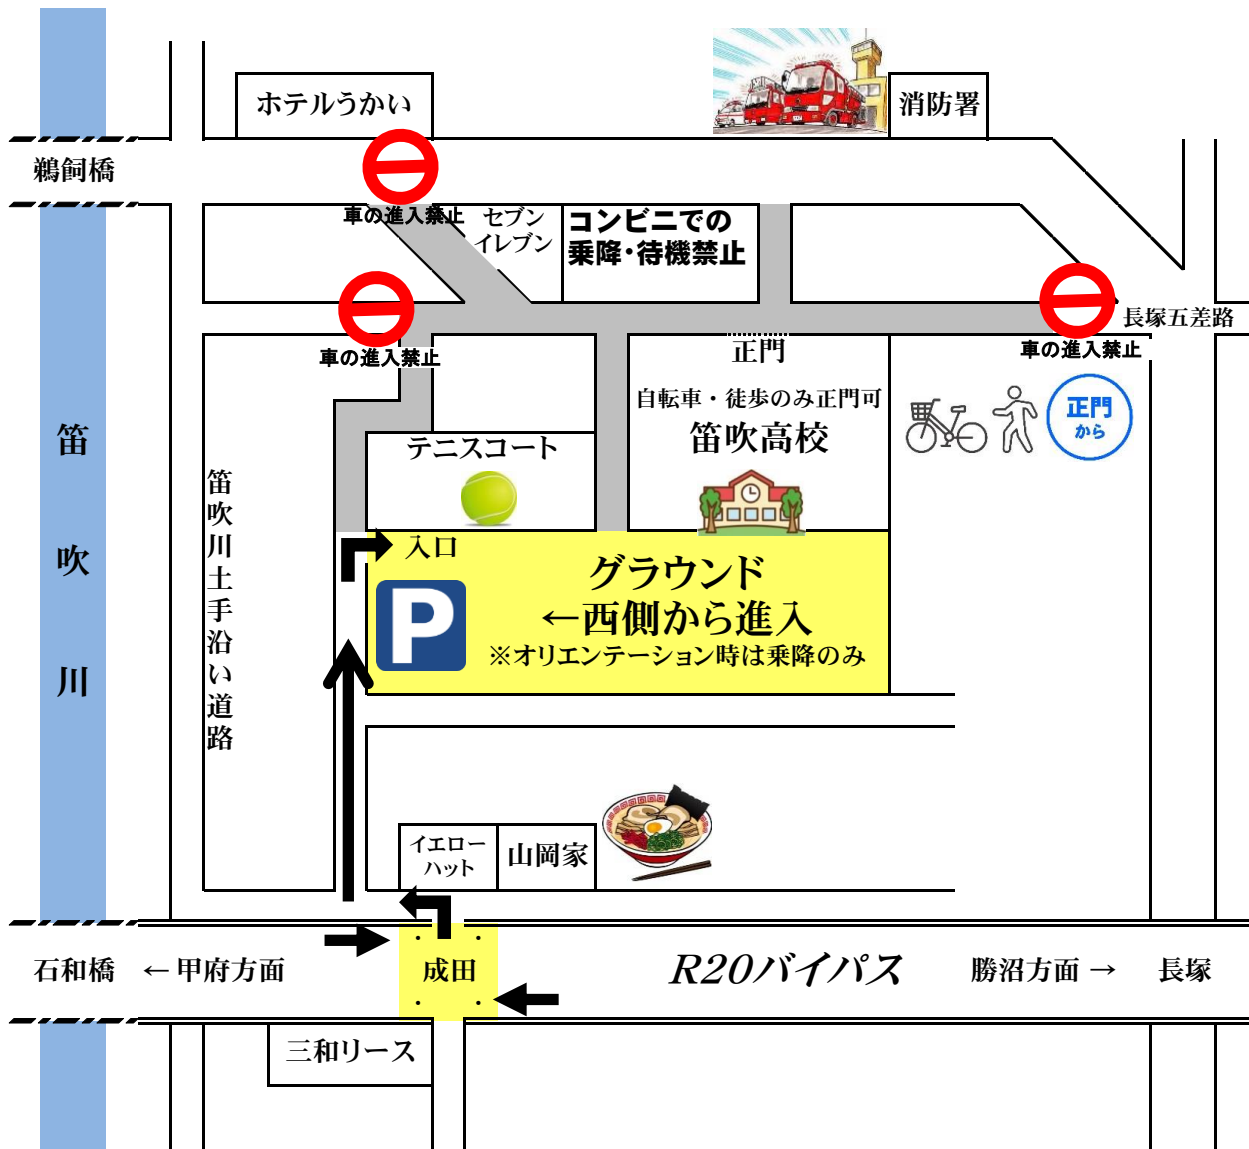 ホテルうかい
消防署
鵜飼橋
車の進入禁止
セブン
イレブン
コンビニでの
乗降・待機禁止
長塚五差路
車の進入禁止
車の進入禁止
正門
自転車・徒歩のみ正門可
笛吹高校
正門
から
テニスコート
笛吹川
笛吹川土手沿い道路
入口
P
グラウンド
←西側から進入
※オリエンテーション時は乗降のみ
イエロー
ハット
山岡家
石和橋 ←甲府方面
成田
R20バイパス
勝沼方面→ 長塚
三和リース